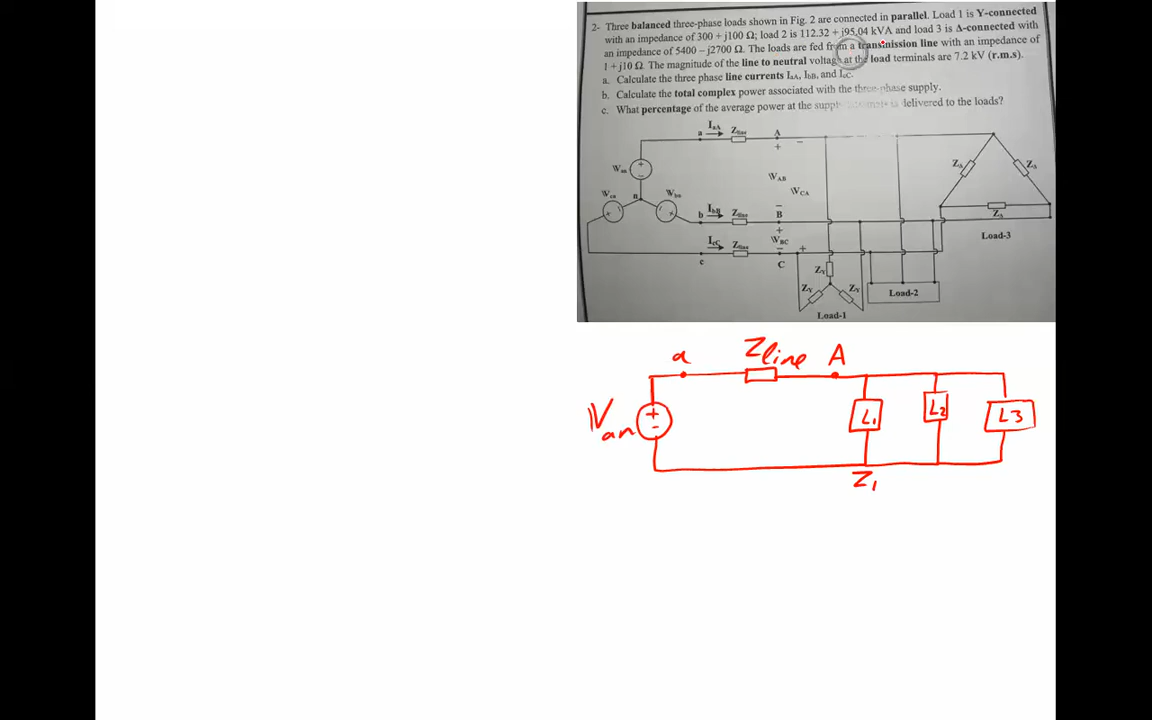 2- Three balanced three-phase loads shown in Fig. 2 are connected in parallel. Load 1 is Y-connected
with an impedance of 300 + j100 Ω; load 2 is 112.32 + j95.04 kVA and load 3 is Δ-connected with
an impedance of 5400 – j2700 Ω. The loads are fed from a transmission line with an impedance of
1 + j10 Ω. The magnitude of the line to neutral voltage at the load terminals are 7.2 kV (r.m.s).
a. Calculate the three phase line currents IaA, IbB, and IcC.
b. Calculate the total complex power associated with the three-phase supply.
c. What percentage of the average power at the supply is delivered to the loads?
IaA Zline A
a
+ –
Van +
–
VAB
VCA
ZΔ ZΔ
Vcn n Vbn
b IbB Zline – B
ZΔ
+
VBC
IcC Zline – +
c C
Load-3
ZY
ZY ZY
Load-2
Load-1
a Zline A
Van + – L1 L2 L3
Z1